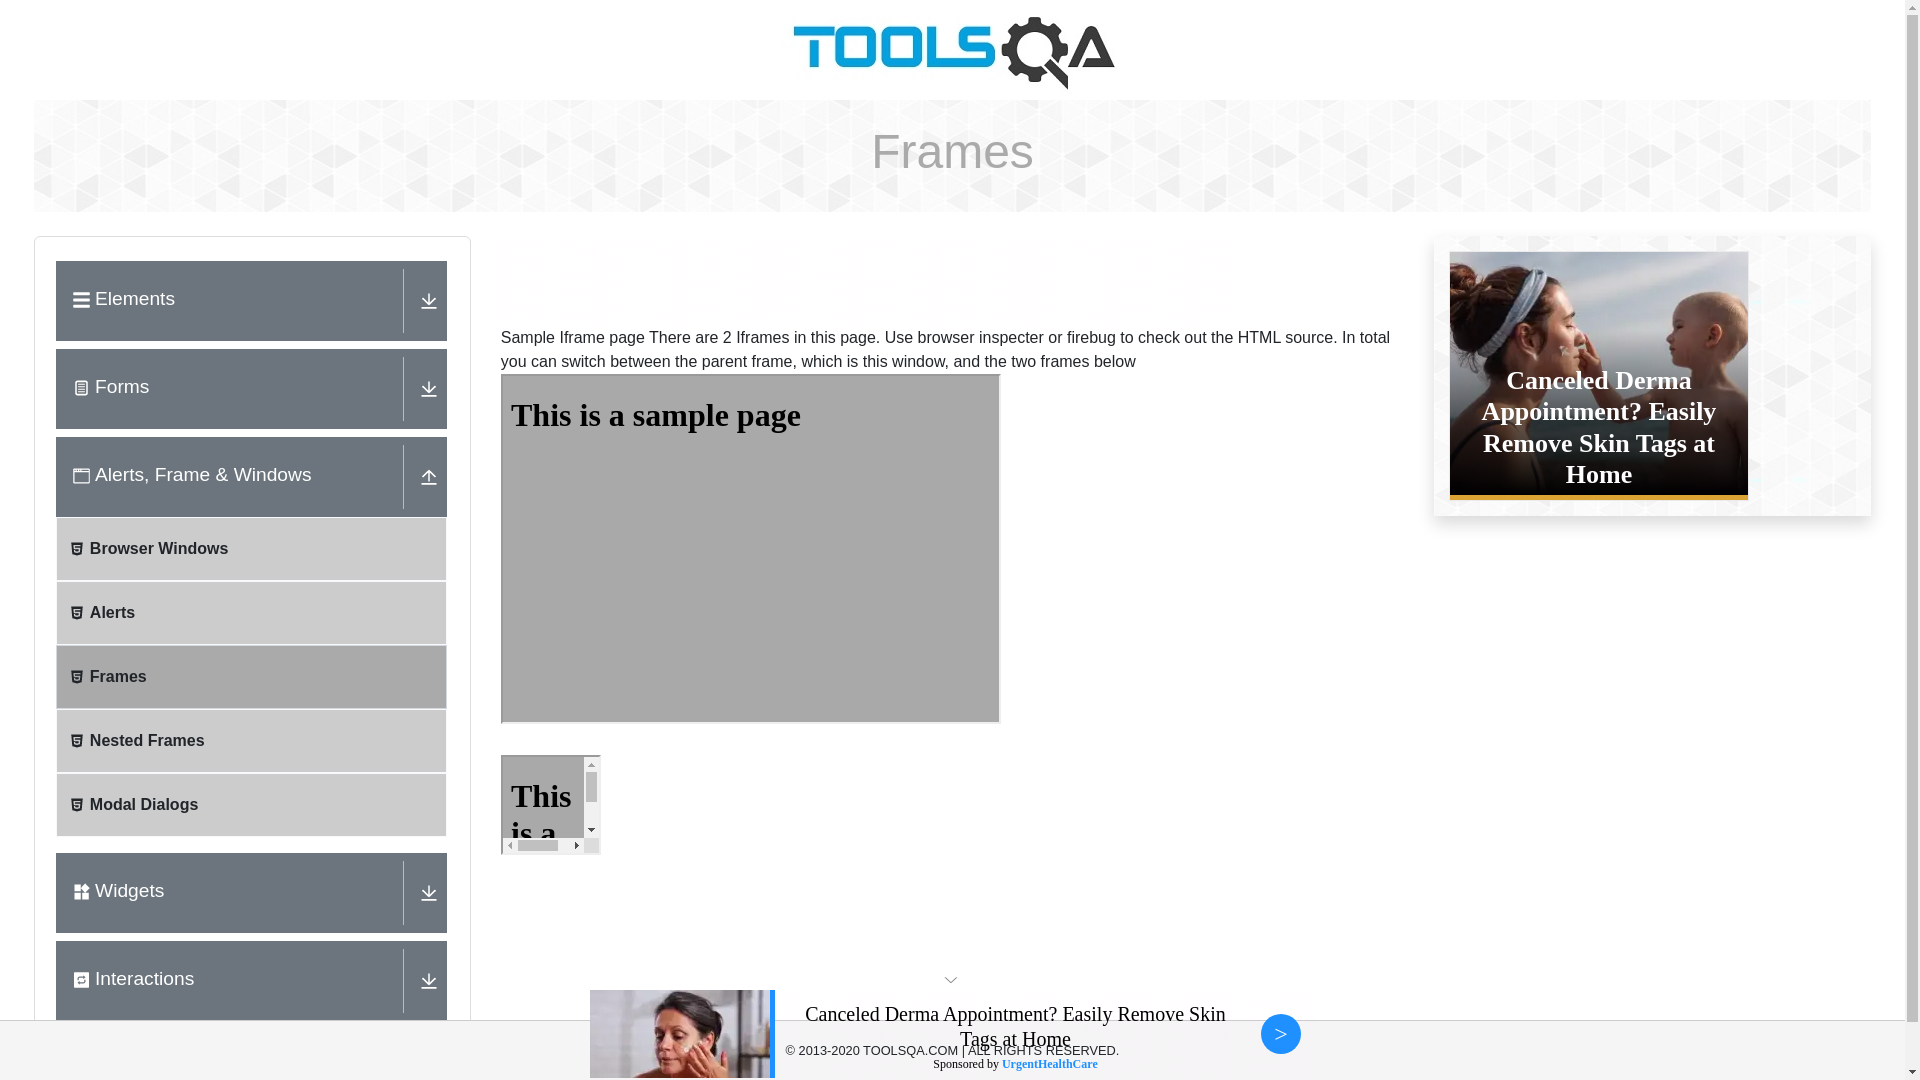 TOOLSQA
Frames
Elements
Forms
Alerts, Frame & Windows
Browser Windows
Alerts
Frames
Nested Frames
Modal Dialogs
Widgets
Interactions
Sample Iframe page There are 2 Iframes in this page. Use browser inspector or firebug to check out the HTML source. In total
you can switch between the parent frame, which is this window, and the two frames below
This is a sample page
This
is a
Canceled Derma
Appointment? Easily
Remove Skin Tags at
Home
Canceled Derma Appointment? Easily Remove Skin
Tags at Home
© 2013-2020 TOOLSQA.COM | ALL RIGHTS RESERVED.
Sponsored by UrgentHealthCare
>